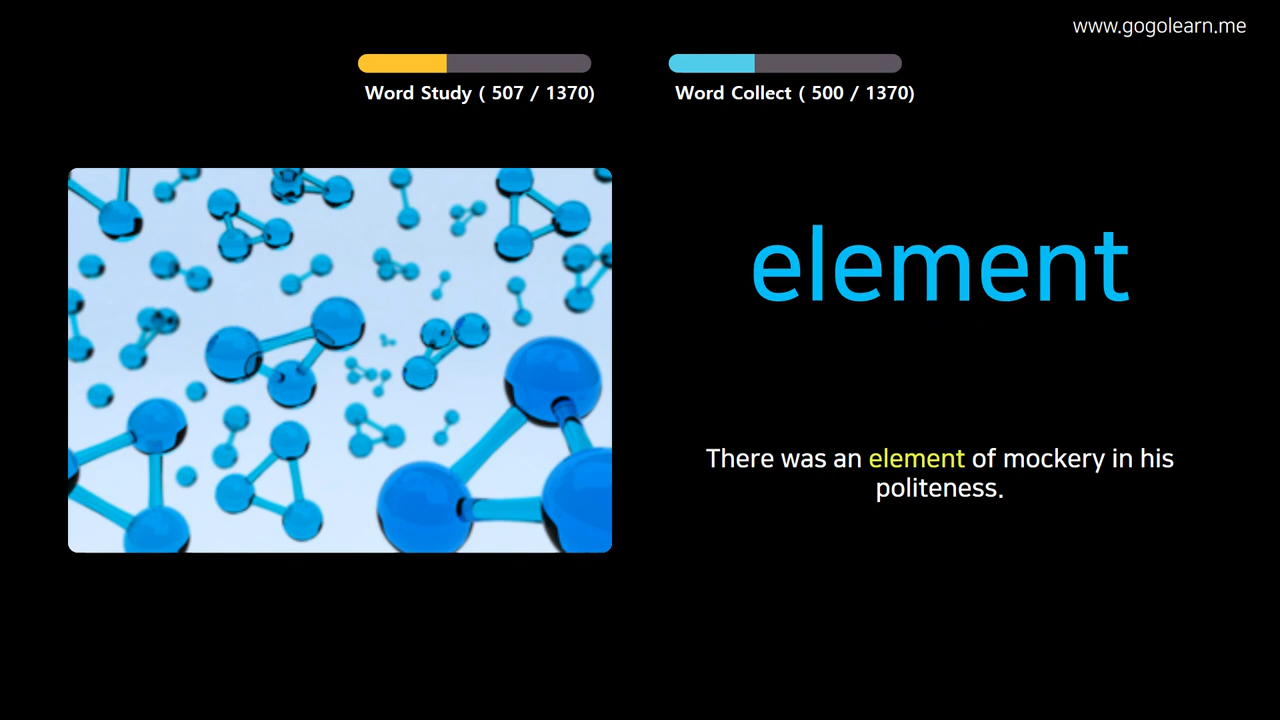 www.gogolearn.me
Word Study ( 507 / 1370)
Word Collect ( 500 / 1370)
element
There was an element of mockery in his
politeness.